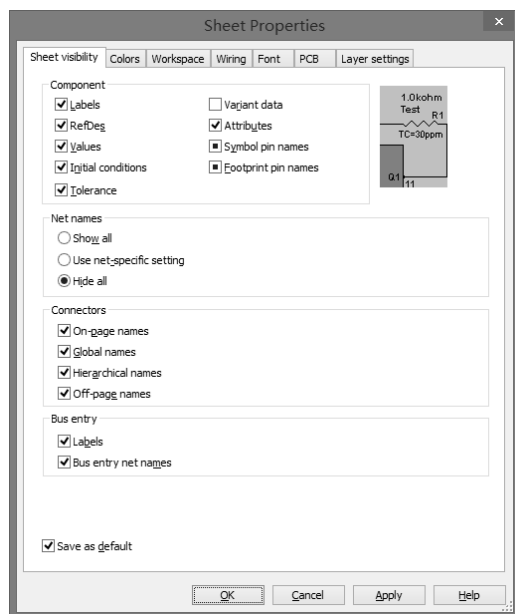 Sheet Properties
×
Sheet visibility Colors Workspace Wiring Font PCB Layer settings
Component
Labels Variant data
RefDes Attributes
Values Symbol pin names
Initial conditions Footprint pin names
Tolerance
1.0kohm
Test R1
TC=30ppm
Q1
11
Net names
Show all
Use net-specific setting
Hide all
Connectors
On-page names
Global names
Hierarchical names
Off-page names
Bus entry
Labels
Bus entry net names
Save as default
OK Cancel Apply Help